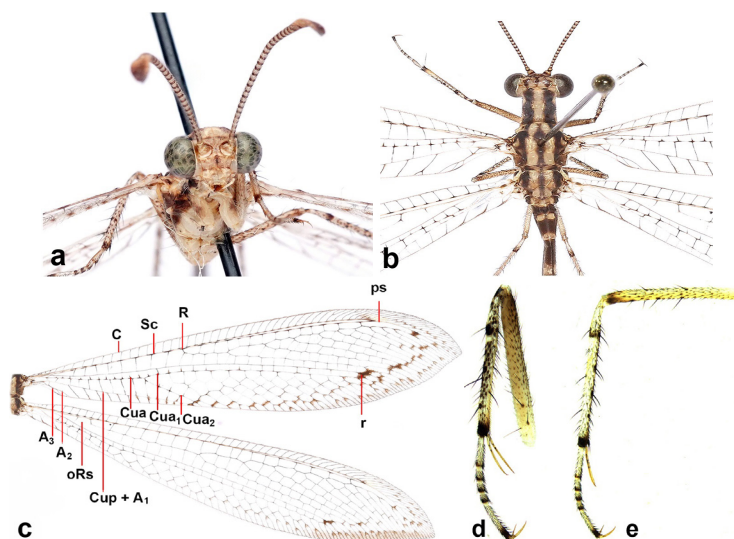 a
b
ps
C Sc R
Cua Cua₁ Cua₂
r
A₃
A₂
oRs
Cup + A₁
c
d
e